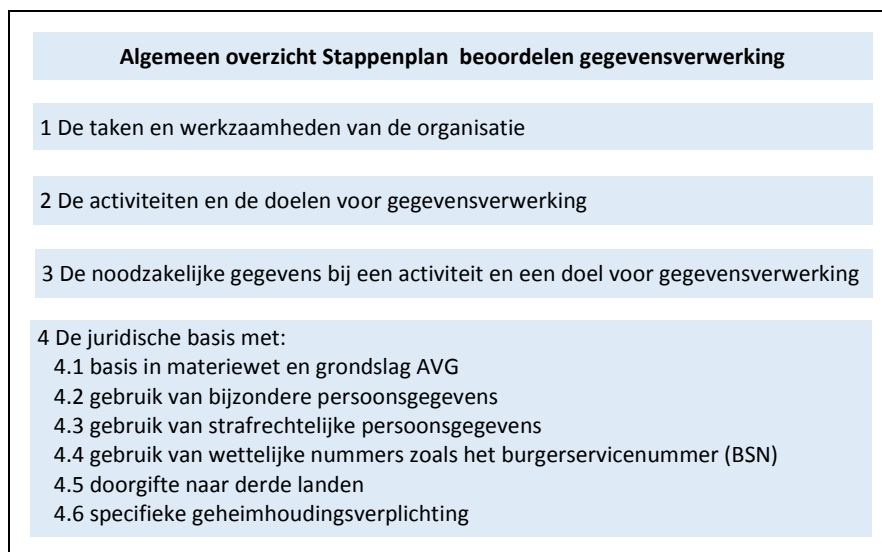 Algemeen overzicht Stappenplan beoordelen gegevensverwerking
1 De taken en werkzaamheden van de organisatie
2 De activiteiten en de doelen voor gegevensverwerking
3 De noodzakelijke gegevens bij een activiteit en een doel voor gegevensverwerking
4 De juridische basis met:
4.1 basis in materiewet en grondslag AVG
4.2 gebruik van bijzondere persoonsgegevens
4.3 gebruik van strafrechtelijke persoonsgegevens
4.4 gebruik van wettelijke nummers zoals het burgerservicenummer (BSN)
4.5 doorgifte naar derde landen
4.6 specifieke geheimhoudingsverplichting